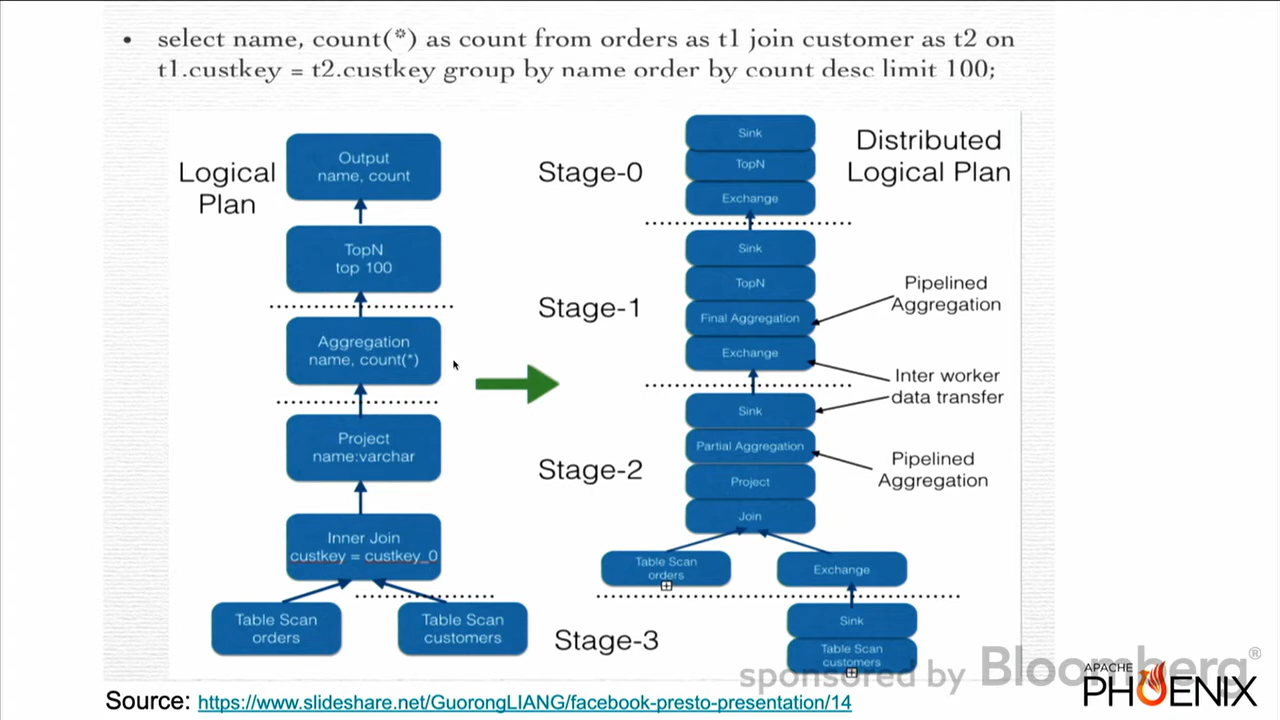 • select name, count(*) as count from orders as t1 join customer as t2 on
t1.custkey = t2.custkey group by name order by count desc limit 100;
Logical
Plan
Output
name, count
TopN
top 100
Aggregation
name, count(*)
Project
name:varchar
Inner Join
custkey = custkey_0
Table Scan
orders
Table Scan
customers
Distributed
Logical Plan
Stage-0
Sink
TopN
Exchange
Stage-1
Sink
TopN
Final Aggregation
Exchange
Pipelined
Aggregation
Inter worker
data transfer
Stage-2
Sink
Partial Aggregation
Project
Join
Pipelined
Aggregation
Table Scan
orders
Exchange
Stage-3
Sink
Table Scan
customers
sponsored by Bloomberg®
APACHE
PHOENIX
Source: https://www.slideshare.net/GuorongLIANG/facebook-presto-presentation/14